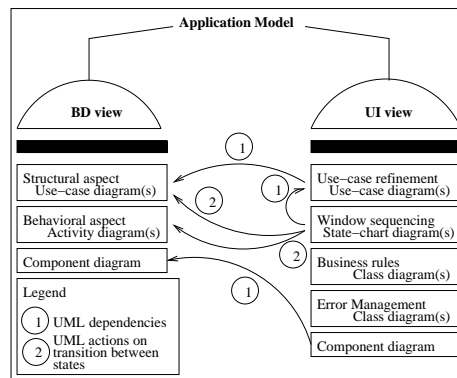 Application Model
BD view
UI view
Structural aspect
Use-case diagram(s)
Behavioral aspect
Activity diagram(s)
Component diagram
Legend
1 UML dependencies
2 UML actions on
transition between
states
1
1
2
2
1
Use-case refinement
Use-case diagram(s)
Window sequencing
State-chart diagram(s)
Business rules
Class diagram(s)
Error Management
Class diagram(s)
Component diagram